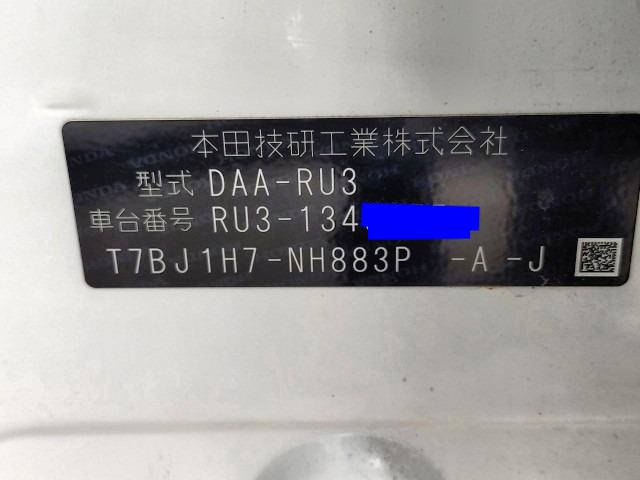 本田技研工業株式会社
型式 DAA-RU3
車台番号 RU3-134
T7BJ1H7-NH883P -A -J